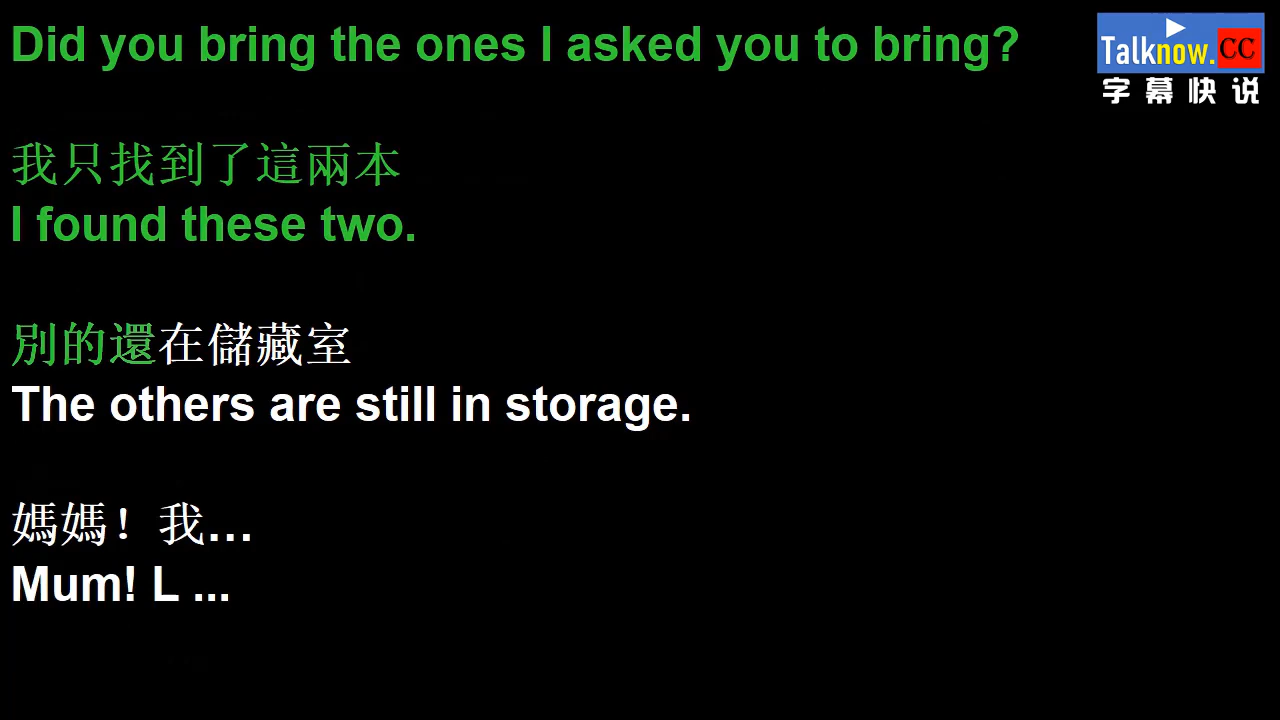 Did you bring the ones I asked you to bring?
Talknow.CC
字幕快说
我只找到了這兩本
I found these two.
別的還在儲藏室
The others are still in storage.
媽媽！我…
Mum! L ...